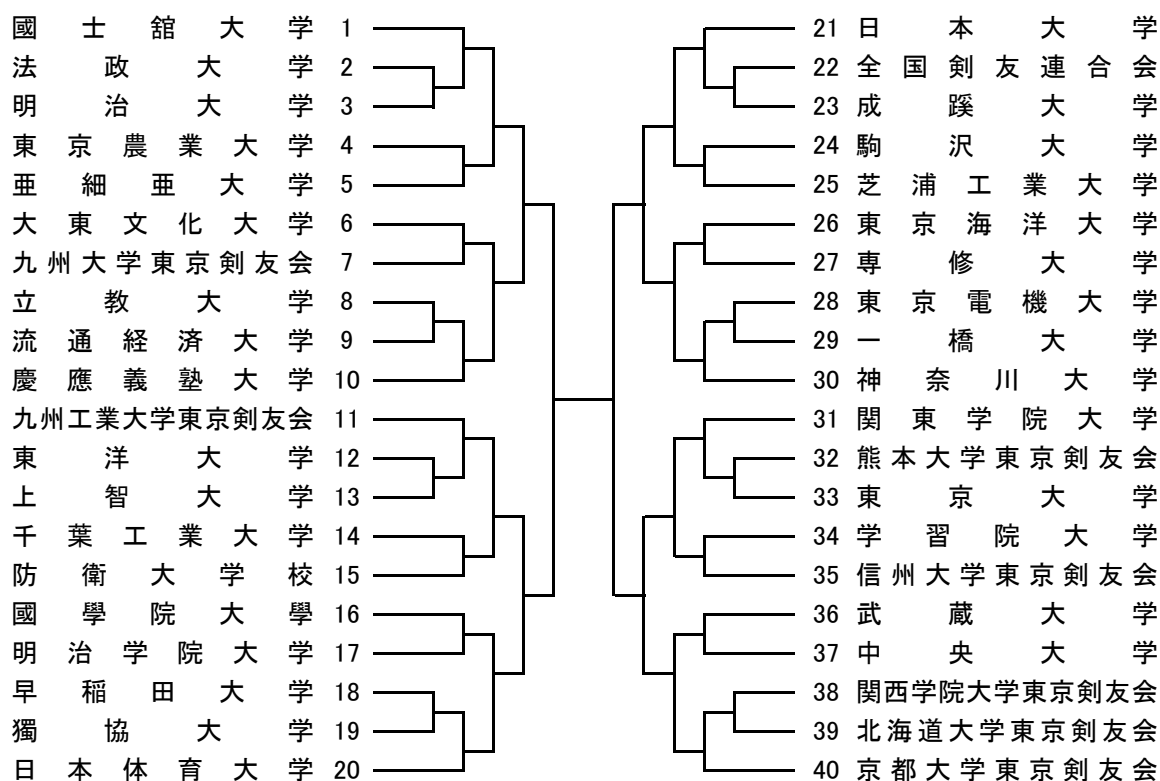 國士舘大学 1
法政大学 2
明治大学 3
東京農業大学 4
亜細亜大学 5
大東文化大学 6
九州大学東京剣友会 7
立教大学 8
流通経済大学 9
慶應義塾大学 10
九州工業大学東京剣友会 11
東洋大学 12
上智大学 13
千葉工業大学 14
防衛大学校 15
國學院大學 16
明治学院大学 17
早稲田大学 18
獨協大学 19
日本体育大学 20
21 日本大学
22 全国剣友連合会
23 成蹊大学
24 駒沢大学
25 芝浦工業大学
26 東京海洋大学
27 専修大学
28 東京電機大学
29 一橋大学
30 神奈川大学
31 関東学院大学
32 熊本大学東京剣友会
33 東京大学
34 学習院大学
35 信州大学東京剣友会
36 武蔵大学
37 中央大学
38 関西学院大学東京剣友会
39 北海道大学東京剣友会
40 京都大学東京剣友会